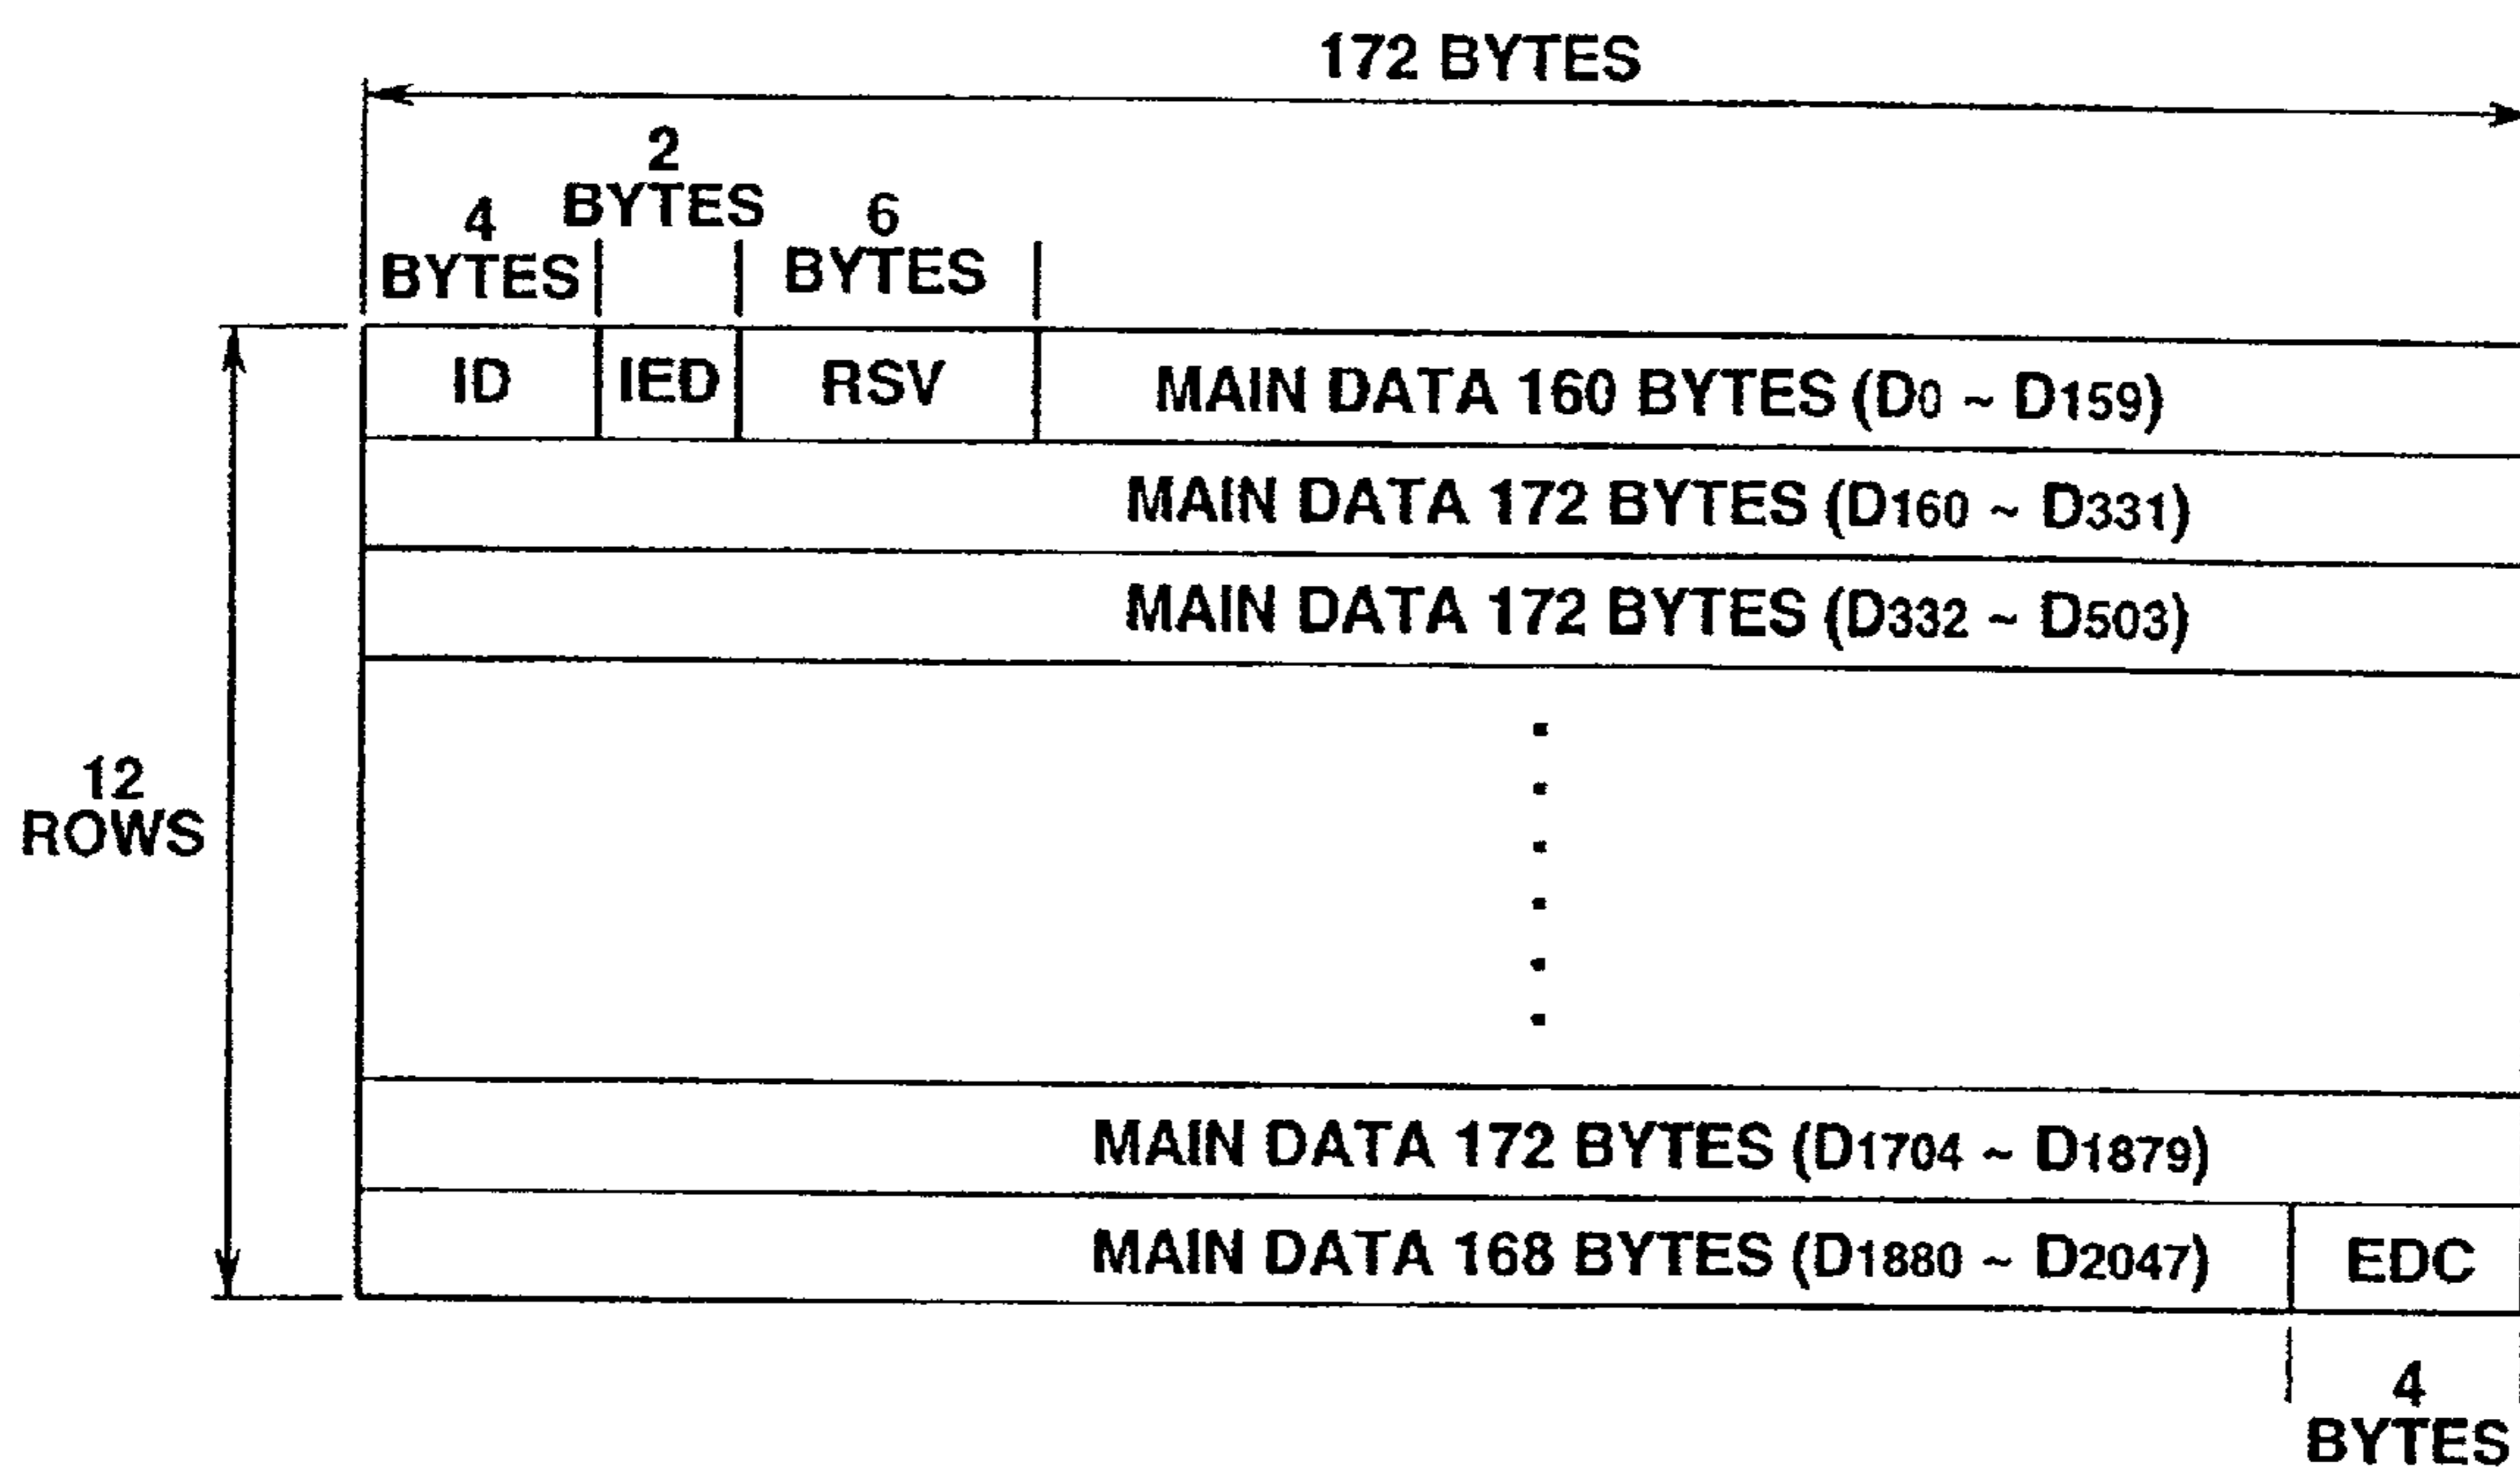 172 BYTES
2
BYTES
4
BYTES
6
BYTES
ID IED RSV MAIN DATA 160 BYTES (D0 ~ D159)
MAIN DATA 172 BYTES (D160 ~ D331)
MAIN DATA 172 BYTES (D332 ~ D503)
12
ROWS
MAIN DATA 172 BYTES (D1704 ~ D1879)
MAIN DATA 168 BYTES (D1880 ~ D2047) EDC
4
BYTES